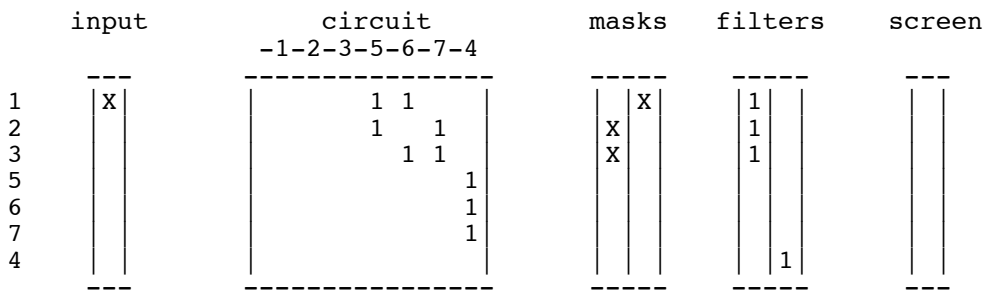 input circuit masks filters screen
-1-2-3-5-6-7-4
--- ---------------- ----- ----- ---
1 |X| | 1 1 | | |X| |1| | | |
2 | | | 1 1 | |X| | |1| | | |
3 | | | 1 1 | |X| | |1| | | |
5 | | | 1| | | | | | | | |
6 | | | 1| | | | | | | | |
7 | | | 1| | | | | | | | |
4 | | | | | | | | |1| | |
--- ---------------- ----- ----- ---